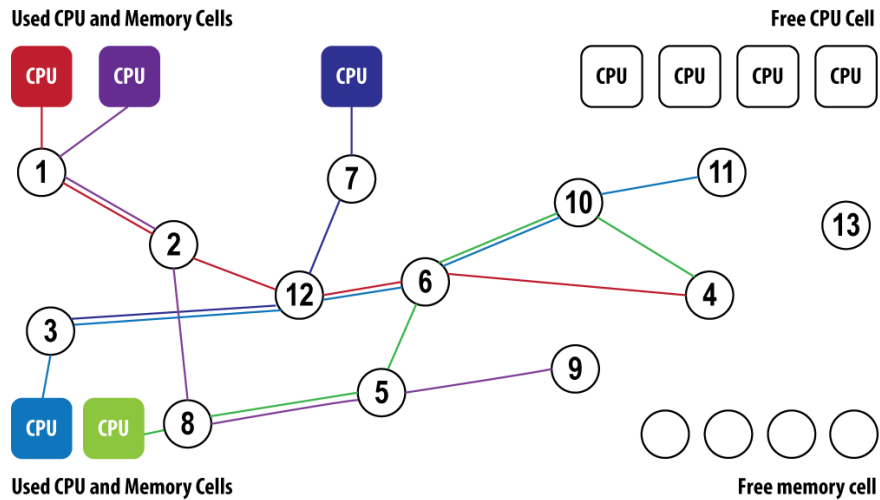 Used CPU and Memory Cells
Free CPU Cell
CPU
CPU
CPU
CPU
CPU
CPU
CPU
1
7
11
10
13
2
6
12
4
3
9
5
8
CPU
CPU
Used CPU and Memory Cells
Free memory cell